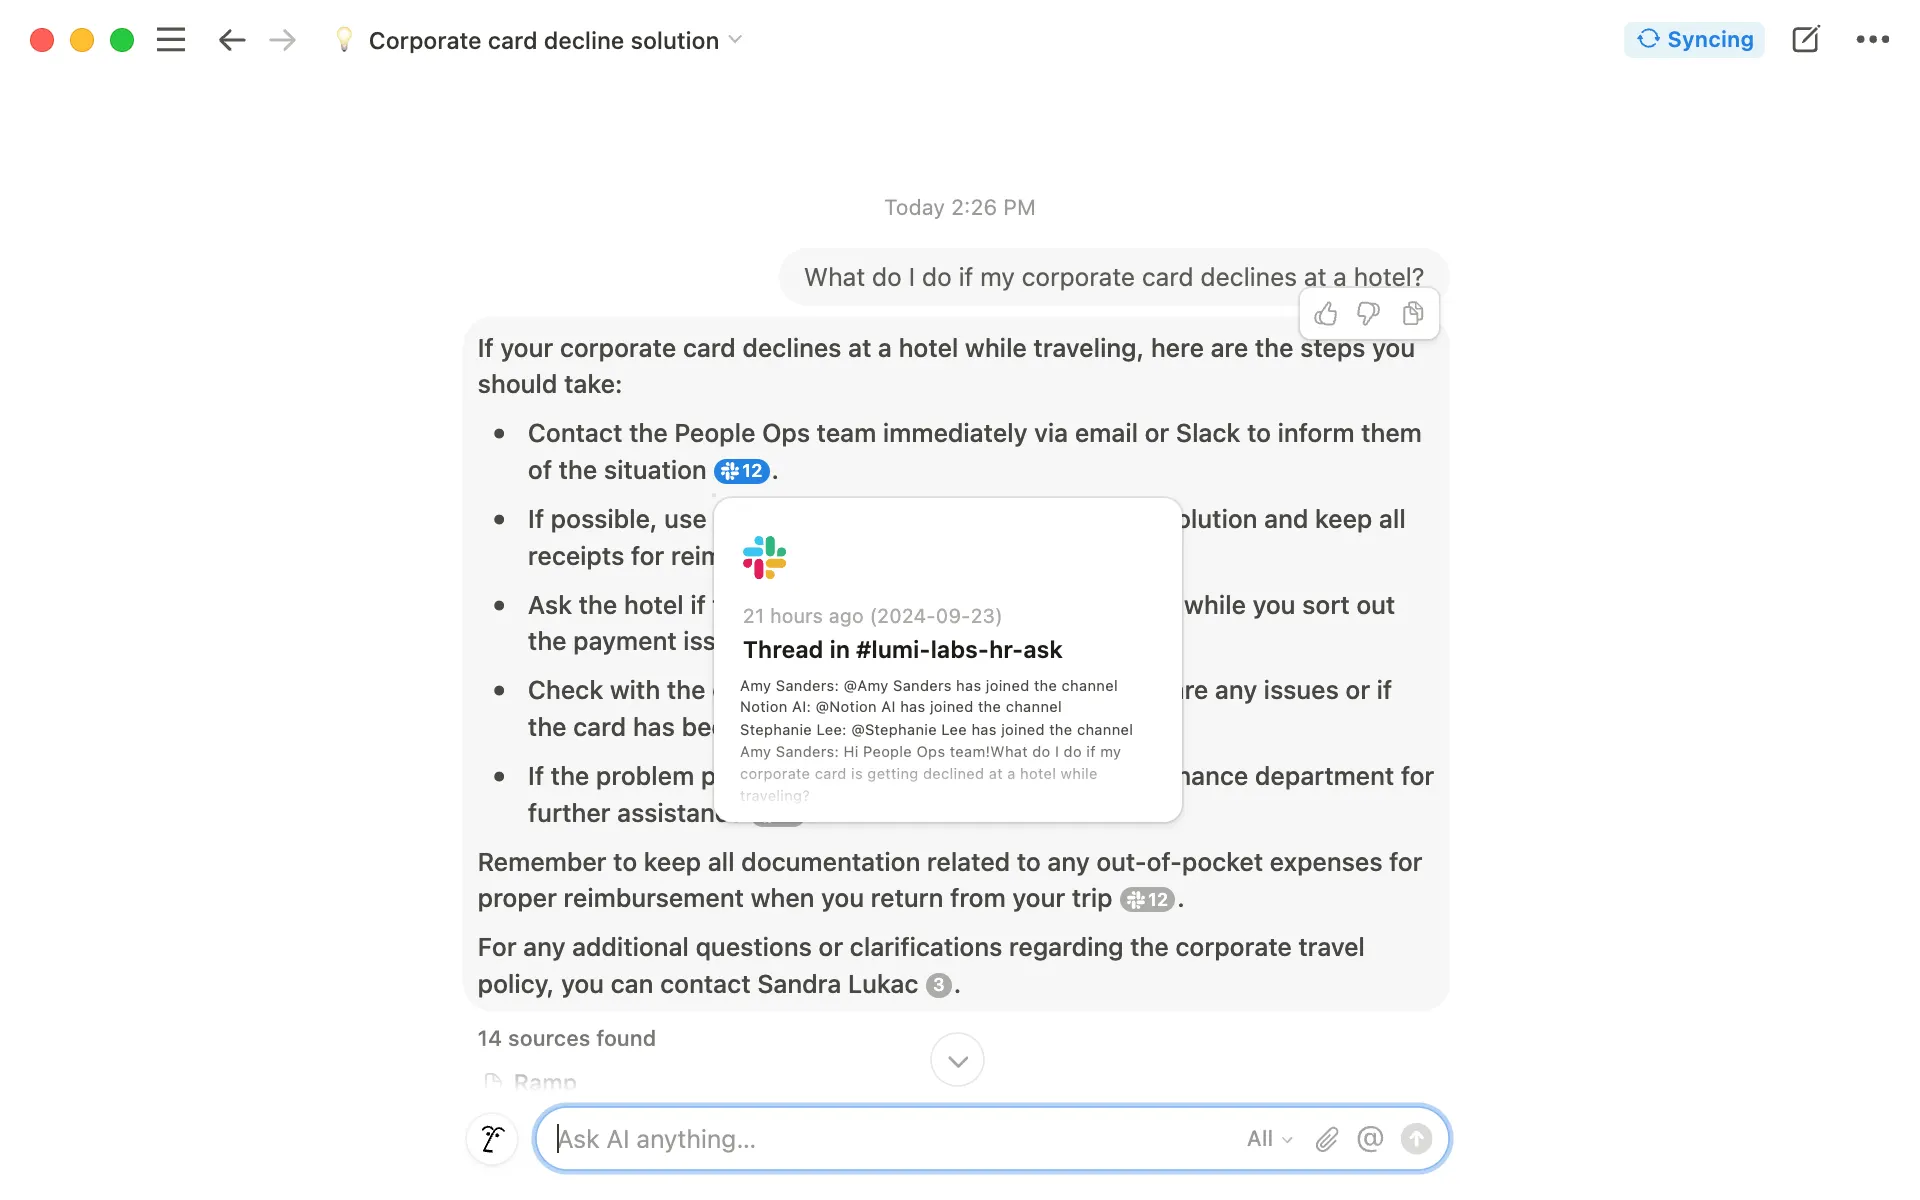 Corporate card decline solution
Syncing
Today 2:26 PM
What do I do if my corporate card declines at a hotel?
If your corporate card declines at a hotel while traveling, here are the steps you
should take:
• Contact the People Ops team immediately via email or Slack to inform them
of the situation 12.
• If possible, use olution and keep all
receipts for reim
• Ask the hotel if while you sort out
the payment iss
• Check with the re any issues or if
the card has be
• If the problem p nance department for
further assistan
21 hours ago (2024-09-23)
Thread in #lumi-labs-hr-ask
Amy Sanders: @Amy Sanders has joined the channel
Notion AI: @Notion AI has joined the channel
Stephanie Lee: @Stephanie Lee has joined the channel
Amy Sanders: Hi People Ops team!What do I do if my
corporate card is getting declined at a hotel while
traveling?
Remember to keep all documentation related to any out-of-pocket expenses for
proper reimbursement when you return from your trip 12.
For any additional questions or clarifications regarding the corporate travel
policy, you can contact Sandra Lukac 3.
14 sources found
Ramp
Ask AI anything...
All